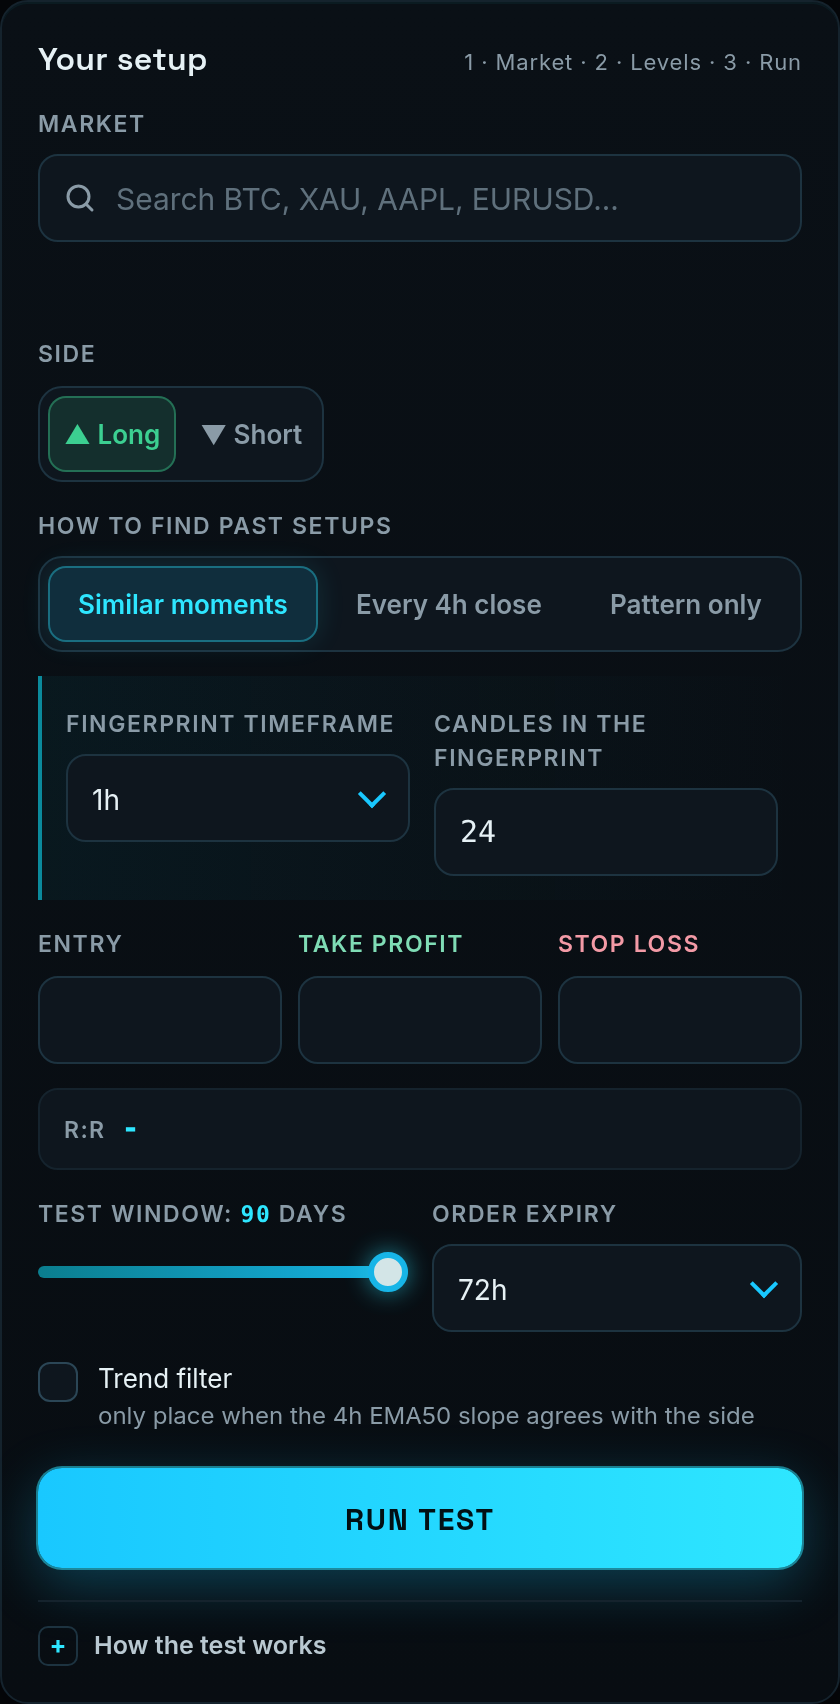 Your setup
1 · Market · 2 · Levels · 3 · Run
MARKET
Search BTC, XAU, AAPL, EURUSD...
SIDE
▲ Long
▼ Short
HOW TO FIND PAST SETUPS
Similar moments
Every 4h close
Pattern only
FINGERPRINT TIMEFRAME
1h
CANDLES IN THE
FINGERPRINT
24
ENTRY
TAKE PROFIT
STOP LOSS
R:R -
TEST WINDOW: 90 DAYS
ORDER EXPIRY
72h
Trend filter
only place when the 4h EMA50 slope agrees with the side
RUN TEST
+ How the test works